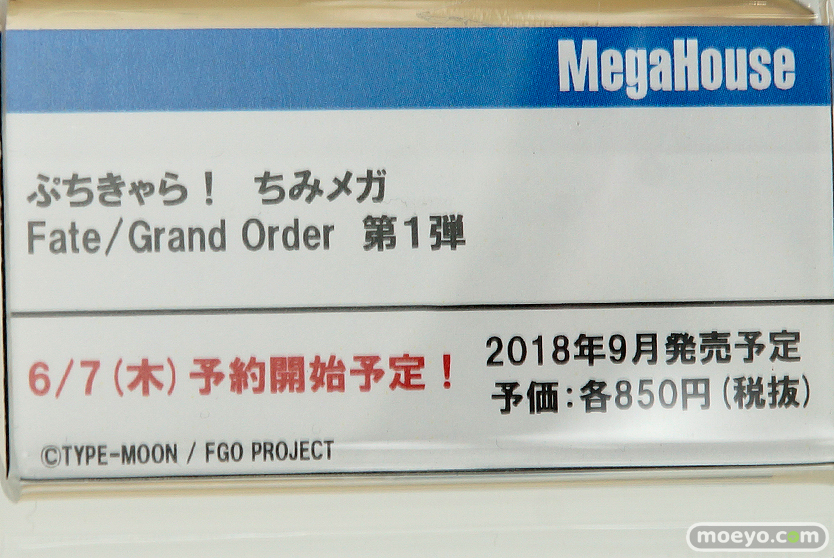 MegaHouse
ぷちきゃら! ちみメガ
Fate/Grand Order 第1弾
6/7(木)予約開始予定!
2018年9月発売予定
予価:各850円(税抜)
©TYPE-MOON / FGO PROJECT
moeyo.com